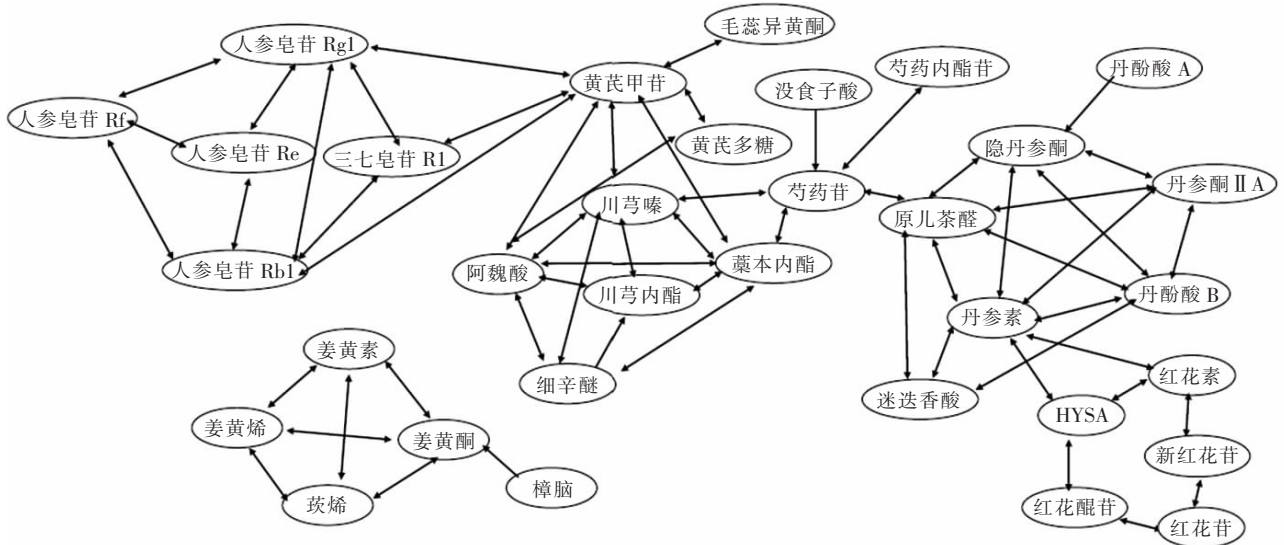 毛蕊异黄酮
人参皂苷 Rg1
黄芪甲苷
没食子酸
芍药内酯苷
丹酚酸 A
人参皂苷 Rf
人参皂苷 Re
三七皂苷 R1
黄芪多糖
隐丹参酮
丹参酮ⅡA
川芎嗪
芍药苷
原儿茶醛
人参皂苷 Rb1
阿魏酸
川芎内酯
藁本内酯
丹参素
丹酚酸 B
姜黄素
细辛醚
迷迭香酸
红花素
HYSA
姜黄烯
姜黄酮
新红花苷
莪烯
樟脑
红花醌苷
红花苷